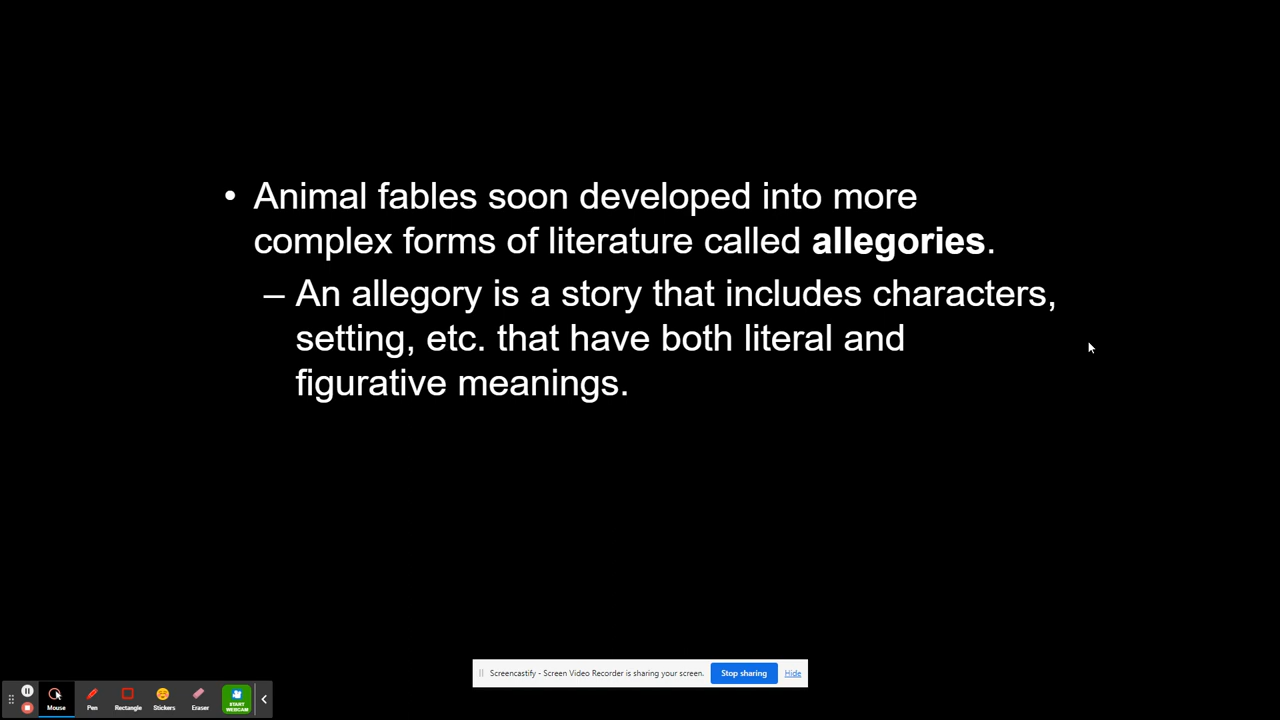 • Animal fables soon developed into more
complex forms of literature called allegories.
– An allegory is a story that includes characters,
setting, etc. that have both literal and
figurative meanings.
Screencastify - Screen Video Recorder is sharing your screen. Stop sharing Hide
Mouse Pen Rectangle Stickers Eraser START
WEBCAM